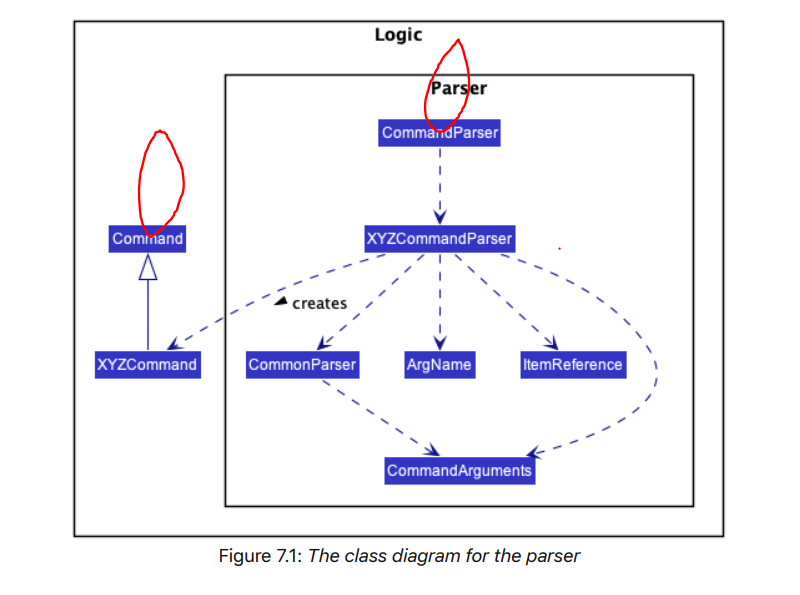 Logic
Parser
CommandParser
Command
XYZCommandParser
creates
XYZCommand
CommonParser
ArgName
ItemReference
CommandArguments
Figure 7.1: The class diagram for the parser